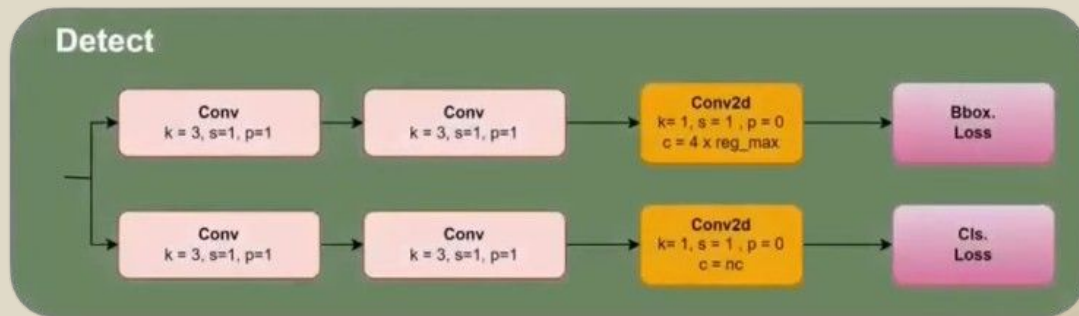 Detect
Conv
k = 3, s=1, p=1
Conv
k = 3, s=1, p=1
Conv2d
k= 1, s = 1 , p = 0
c = 4 x reg_max
Bbox.
Loss
Conv
k = 3, s=1, p=1
Conv
k = 3, s=1, p=1
Conv2d
k= 1, s = 1 , p = 0
c = nc
Cls.
Loss